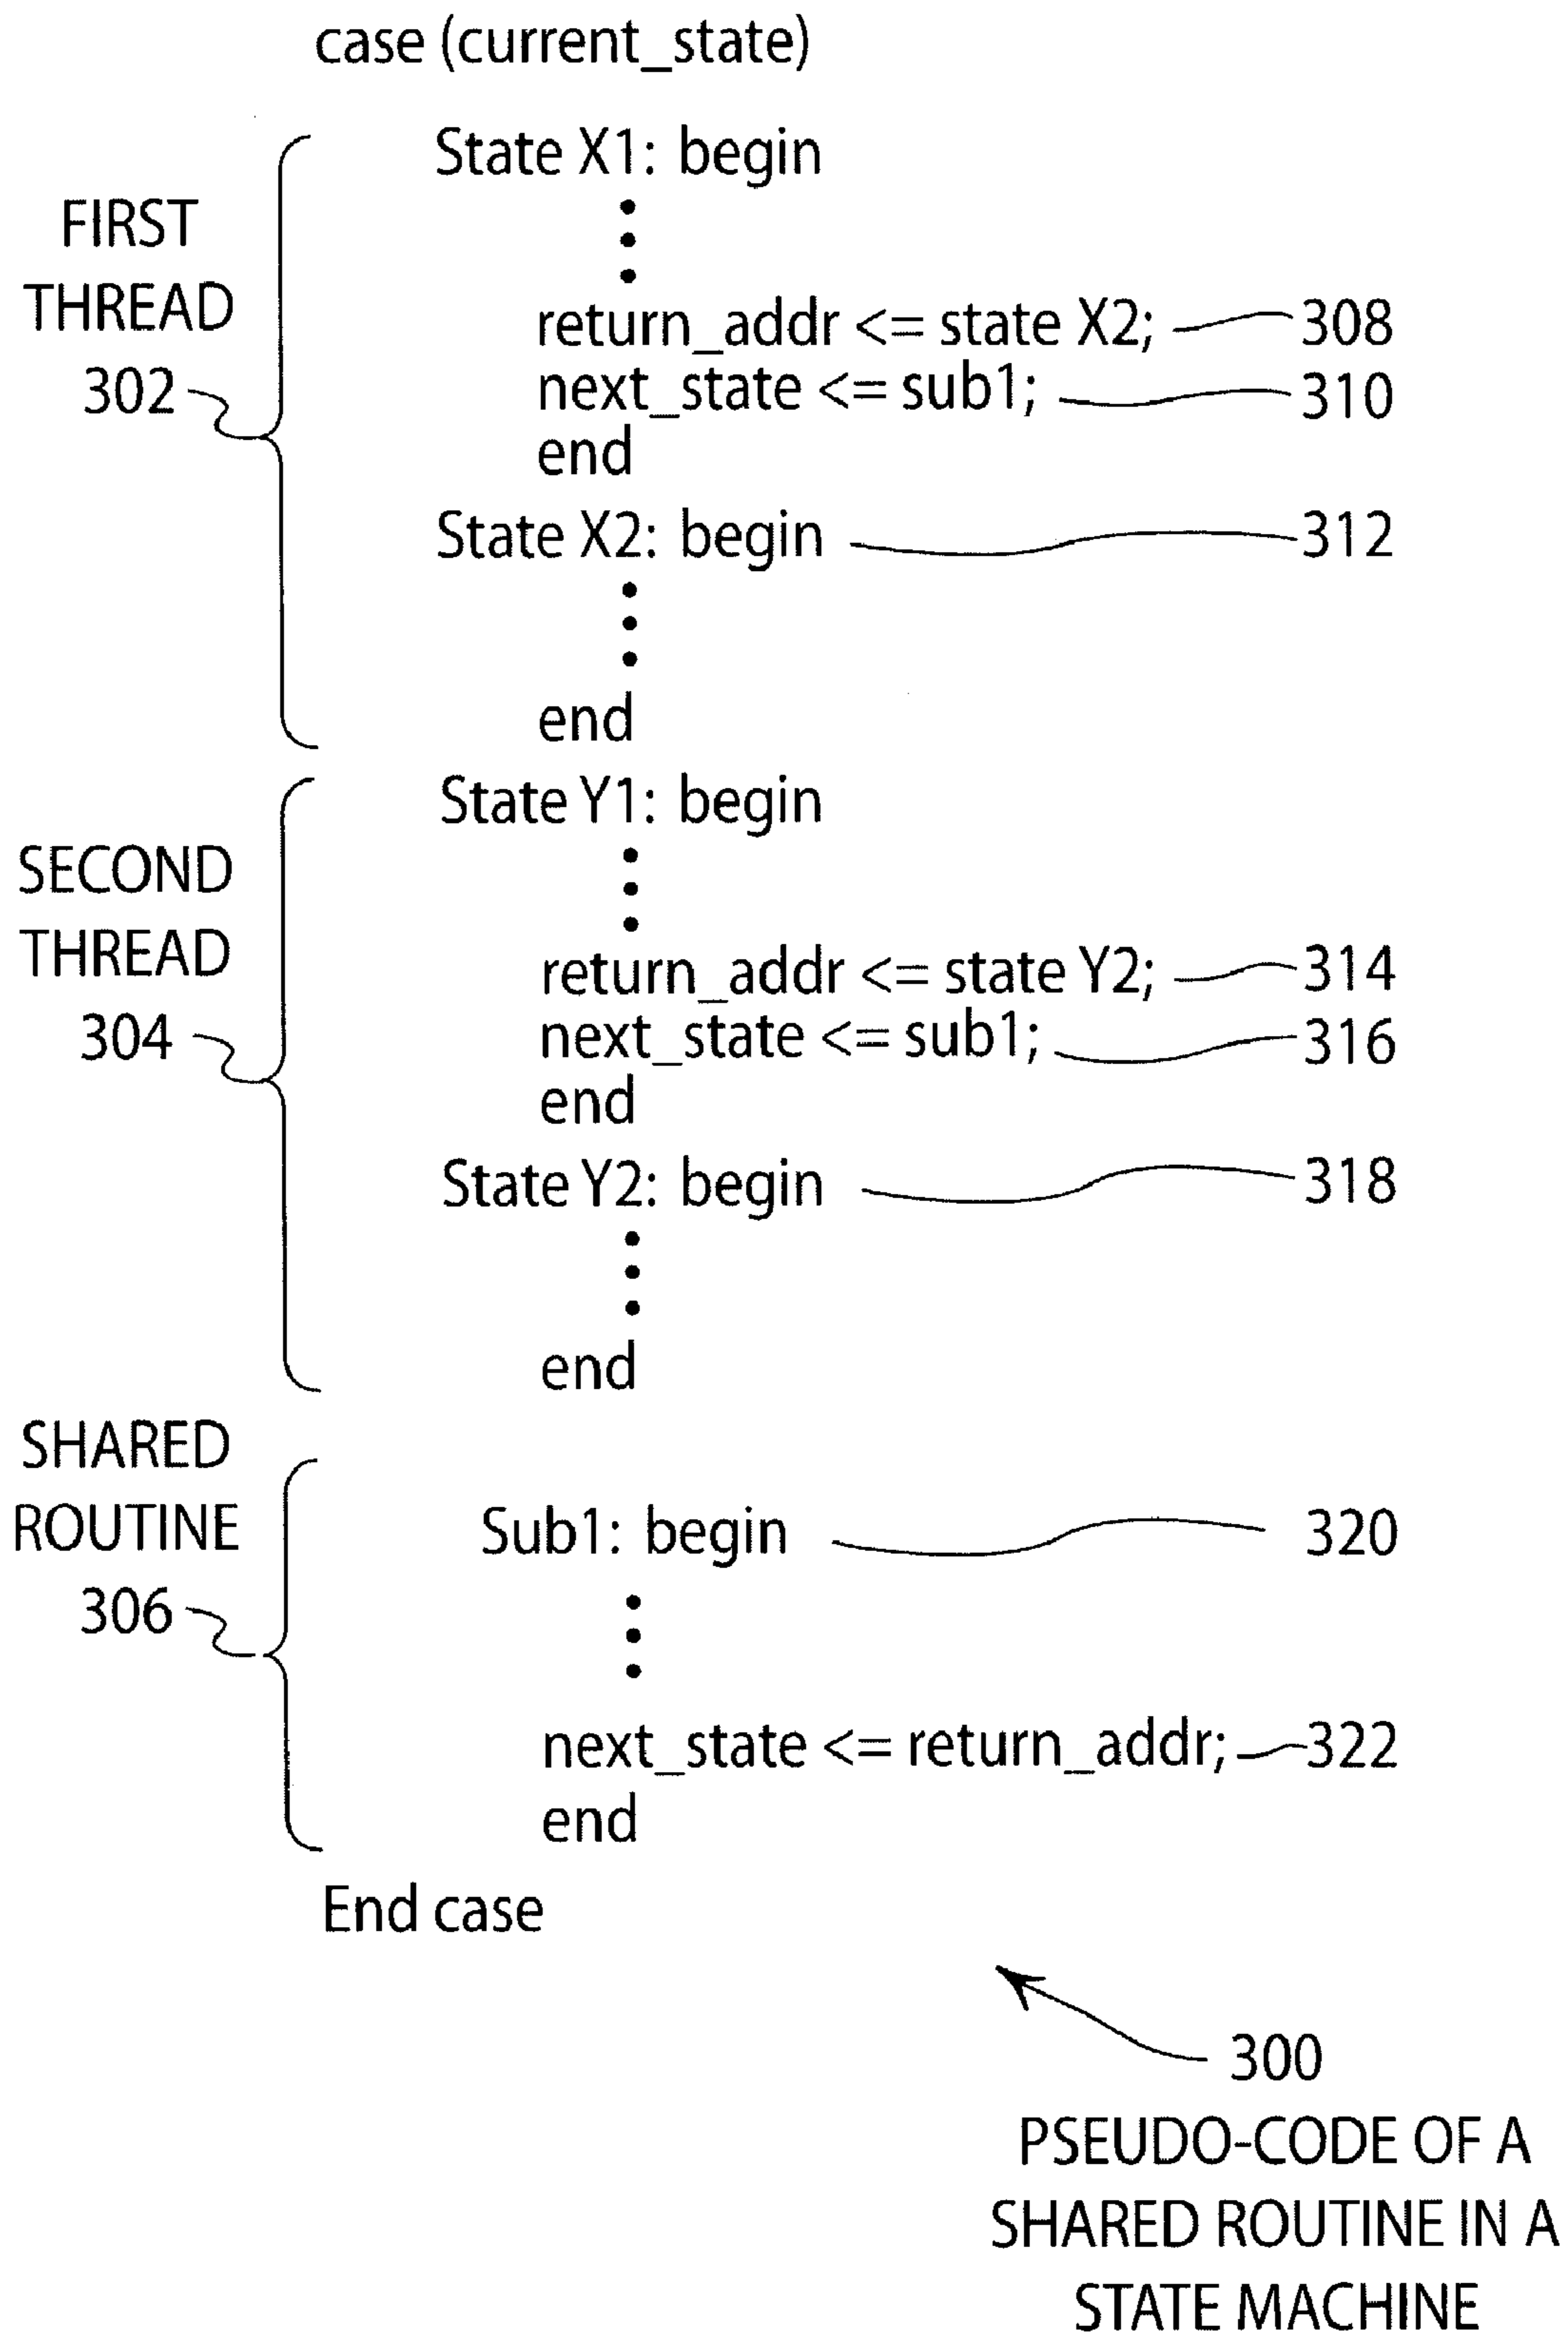 case (current_state)
State X1: begin
FIRST
THREAD
302
return_addr <= state X2; 308
next_state <= sub1; 310
end
State X2: begin 312
end
State Y1: begin
SECOND
THREAD
304
return_addr <= state Y2; 314
next_state <= sub1; 316
end
State Y2: begin 318
end
SHARED
ROUTINE
306
Sub1: begin 320
next_state <= return_addr; 322
end
End case
300
PSEUDO-CODE OF A
SHARED ROUTINE IN A
STATE MACHINE